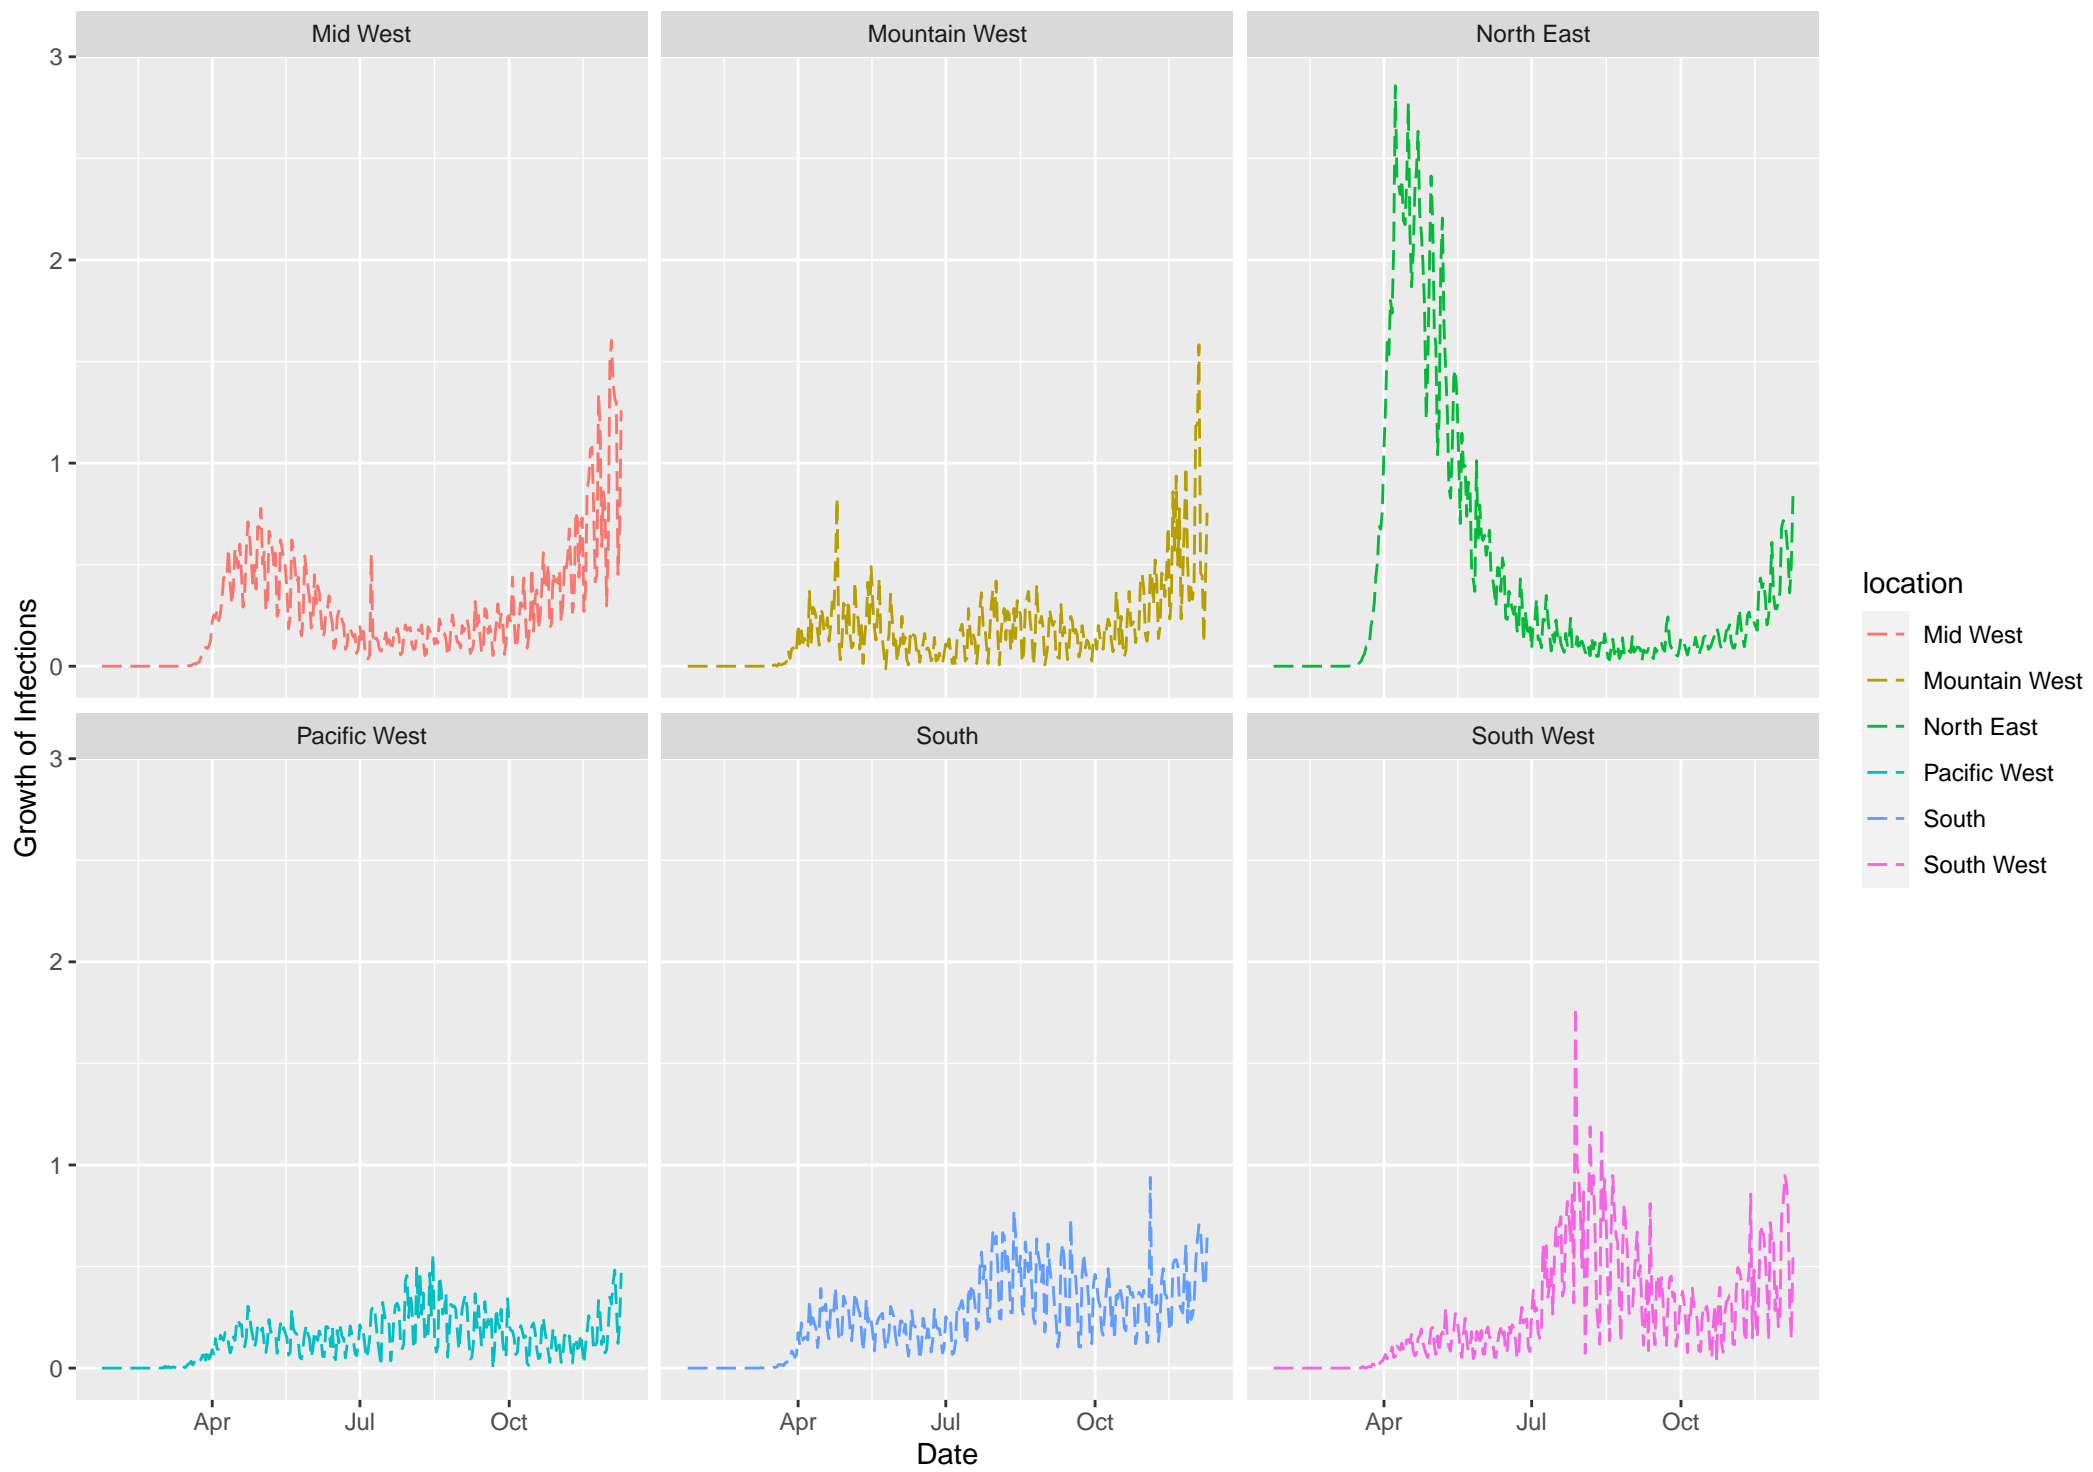 Mid West
Mountain West
North East
3
2
1
0
Pacific West
South
South West
3
2
1
0
Apr
Jul
Oct
Apr
Jul
Oct
Apr
Jul
Oct
Date
Growth of Infections
location
Mid West
Mountain West
North East
Pacific West
South
South West